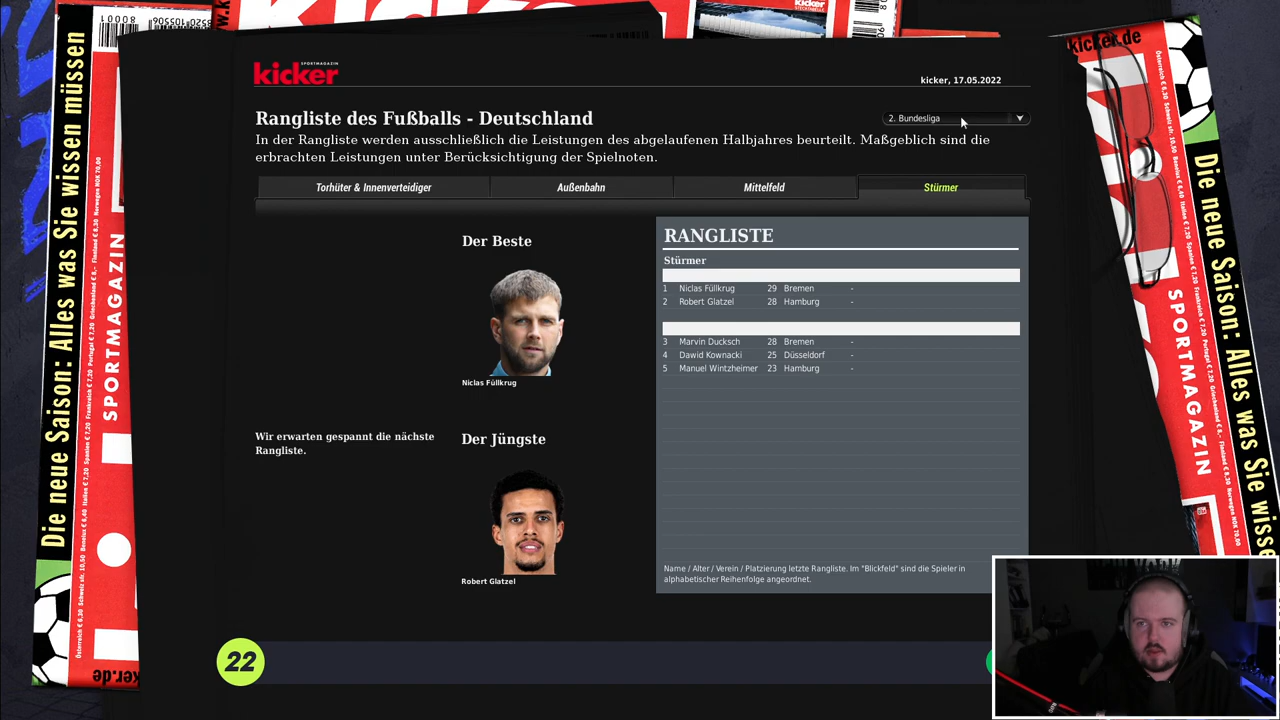 Die neue Saison: Alles was Sie wissen müssen
SPORTMAGAZIN
kicker.de
SPORTMAGAZIN
kicker
kicker, 17.05.2022
Rangliste des Fußballs - Deutschland
2. Bundesliga
In der Rangliste werden ausschließlich die Leistungen des abgelaufenen Halbjahres beurteilt. Maßgeblich sind die
erbrachten Leistungen unter Berücksichtigung der Spielnoten.
Torhüter & Innenverteidiger
Außenbahn
Mittelfeld
Stürmer
Der Beste
Niclas Füllkrug
Wir erwarten gespannt die nächste
Rangliste.
Der Jüngste
Robert Glatzel
RANGLISTE
Stürmer
1 Niclas Füllkrug 29 Bremen -
2 Robert Glatzel 28 Hamburg -
3 Marvin Ducksch 28 Bremen -
4 Dawid Kownacki 25 Düsseldorf -
5 Manuel Wintzheimer 23 Hamburg -
Name / Alter / Verein / Platzierung letzte Rangliste. Im "Blickfeld" sind die Spieler in
alphabetischer Reihenfolge angeordnet.
22
kicker.de
SPORTMAGAZIN
Die neue Saison: Alles was Sie wisse